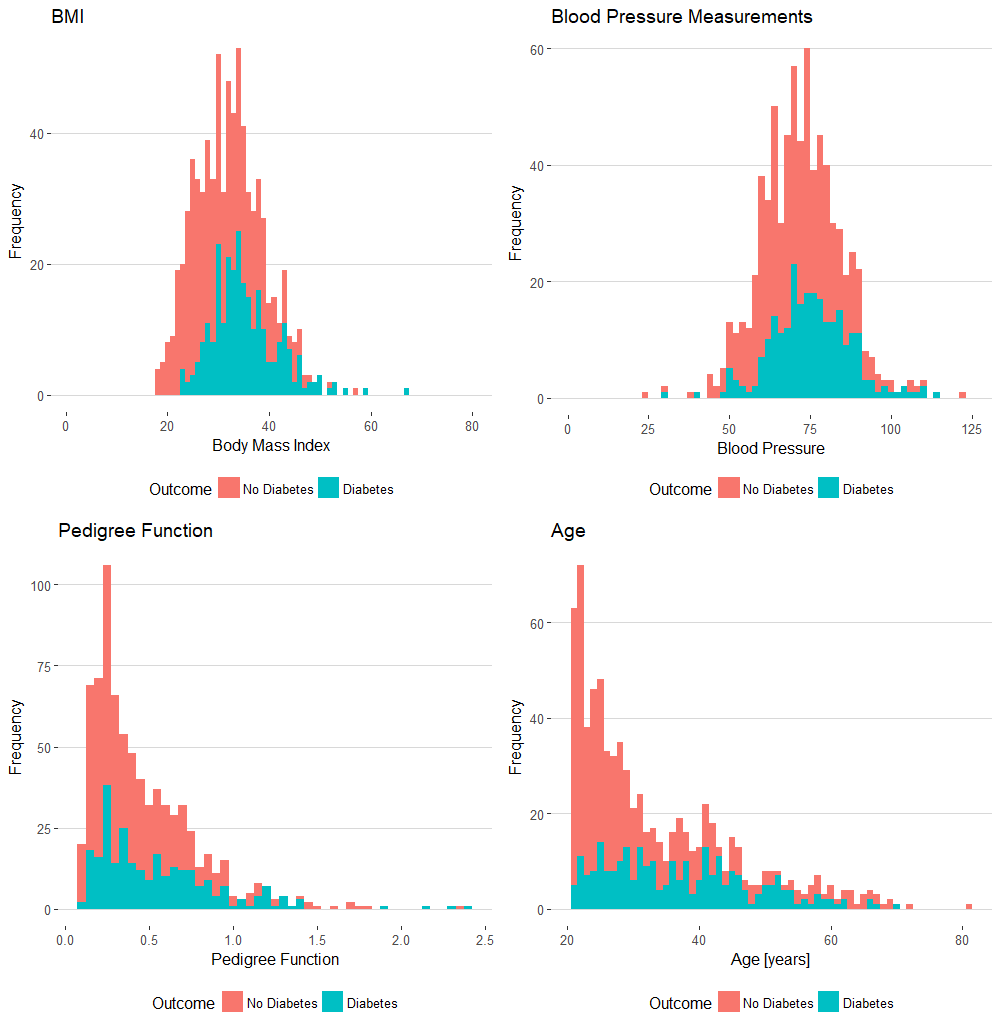 BMI
Frequency
40
20
0
0 20 40 60 80
Body Mass Index
Outcome No Diabetes Diabetes
Blood Pressure Measurements
Frequency
60
40
20
0
0 25 50 75 100 125
Blood Pressure
Outcome No Diabetes Diabetes
Pedigree Function
Frequency
100
75
50
25
0
0.0 0.5 1.0 1.5 2.0 2.5
Pedigree Function
Outcome No Diabetes Diabetes
Age
Frequency
60
40
20
0
20 40 60 80
Age [years]
Outcome No Diabetes Diabetes